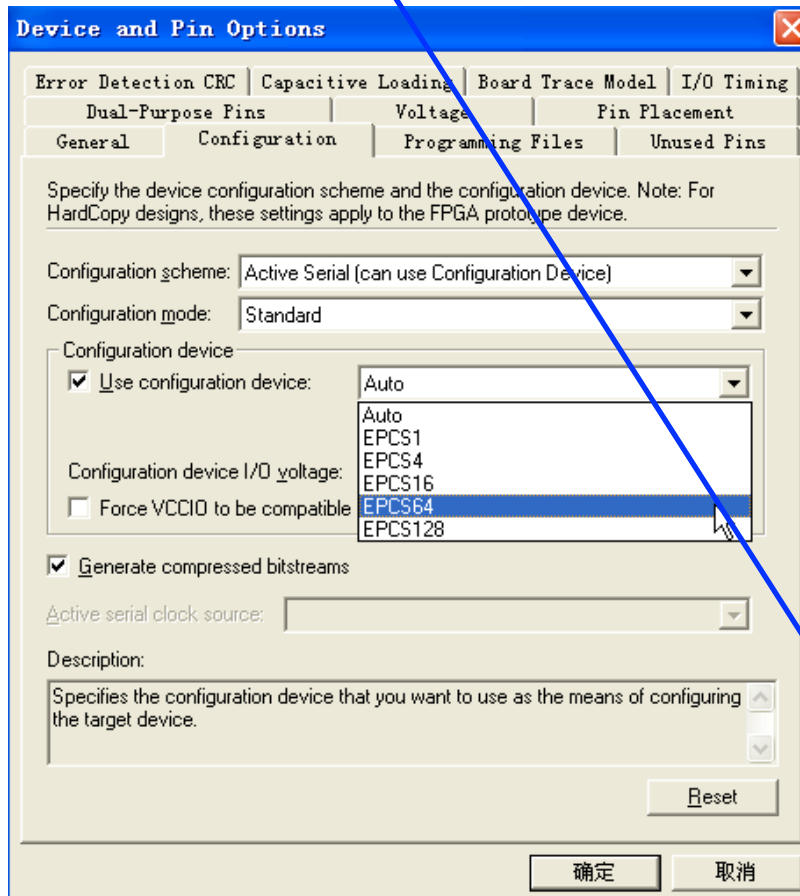 Device and Pin Options
Error Detection CRC Capacitive Loading Board Trace Model I/O Timing
Dual-Purpose Pins Voltage Pin Placement
General Configuration Programming Files Unused Pins
Specify the device configuration scheme and the configuration device. Note: For
HardCopy designs, these settings apply to the FPGA prototype device.
Configuration scheme: Active Serial (can use Configuration Device)
Configuration mode: Standard
Configuration device
Use configuration device: Auto
Auto
EPCS1
EPCS4
Configuration device I/O voltage:
EPCS16
Force VCCIO to be compatible
EPCS64
EPCS128
Generate compressed bitstreams
Active serial clock source:
Description:
Specifies the configuration device that you want to use as the means of configuring
the target device.
Reset
确定 取消